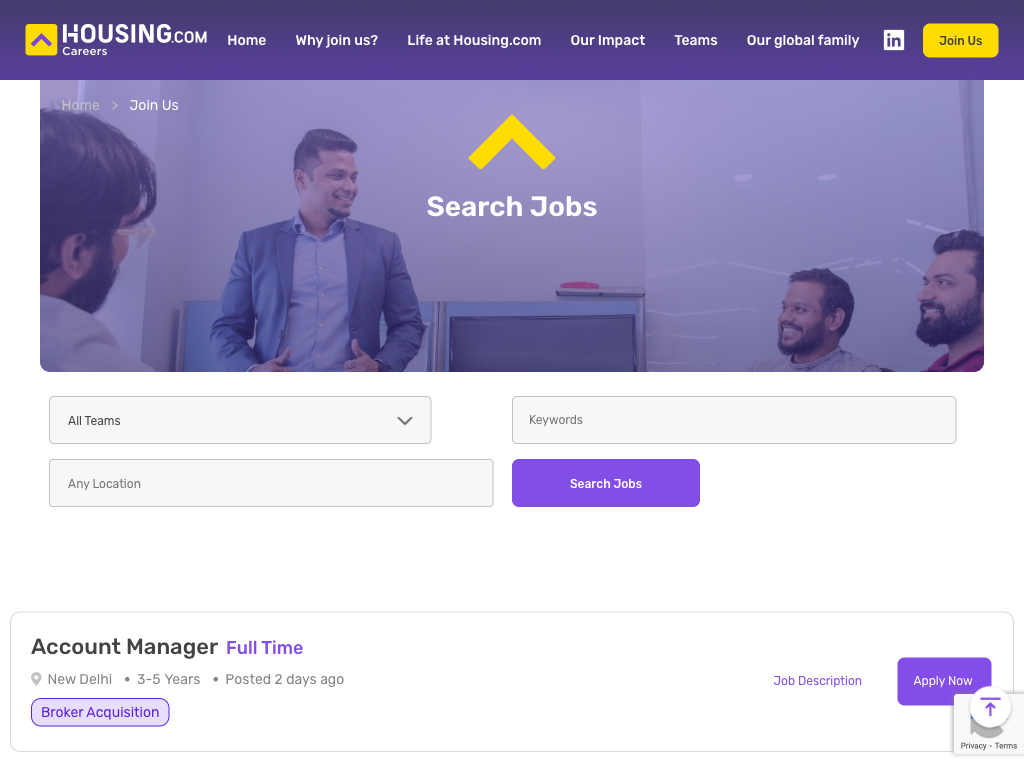 HOUSING.COM
Careers
Home
Why join us?
Life at Housing.com
Our Impact
Teams
Our global family
in
Join Us
Home > Join Us
Search Jobs
All Teams
Keywords
Any Location
Search Jobs
Account Manager Full Time
New Delhi • 3-5 Years • Posted 2 days ago
Broker Acquisition
Job Description
Apply Now
Privacy - Terms